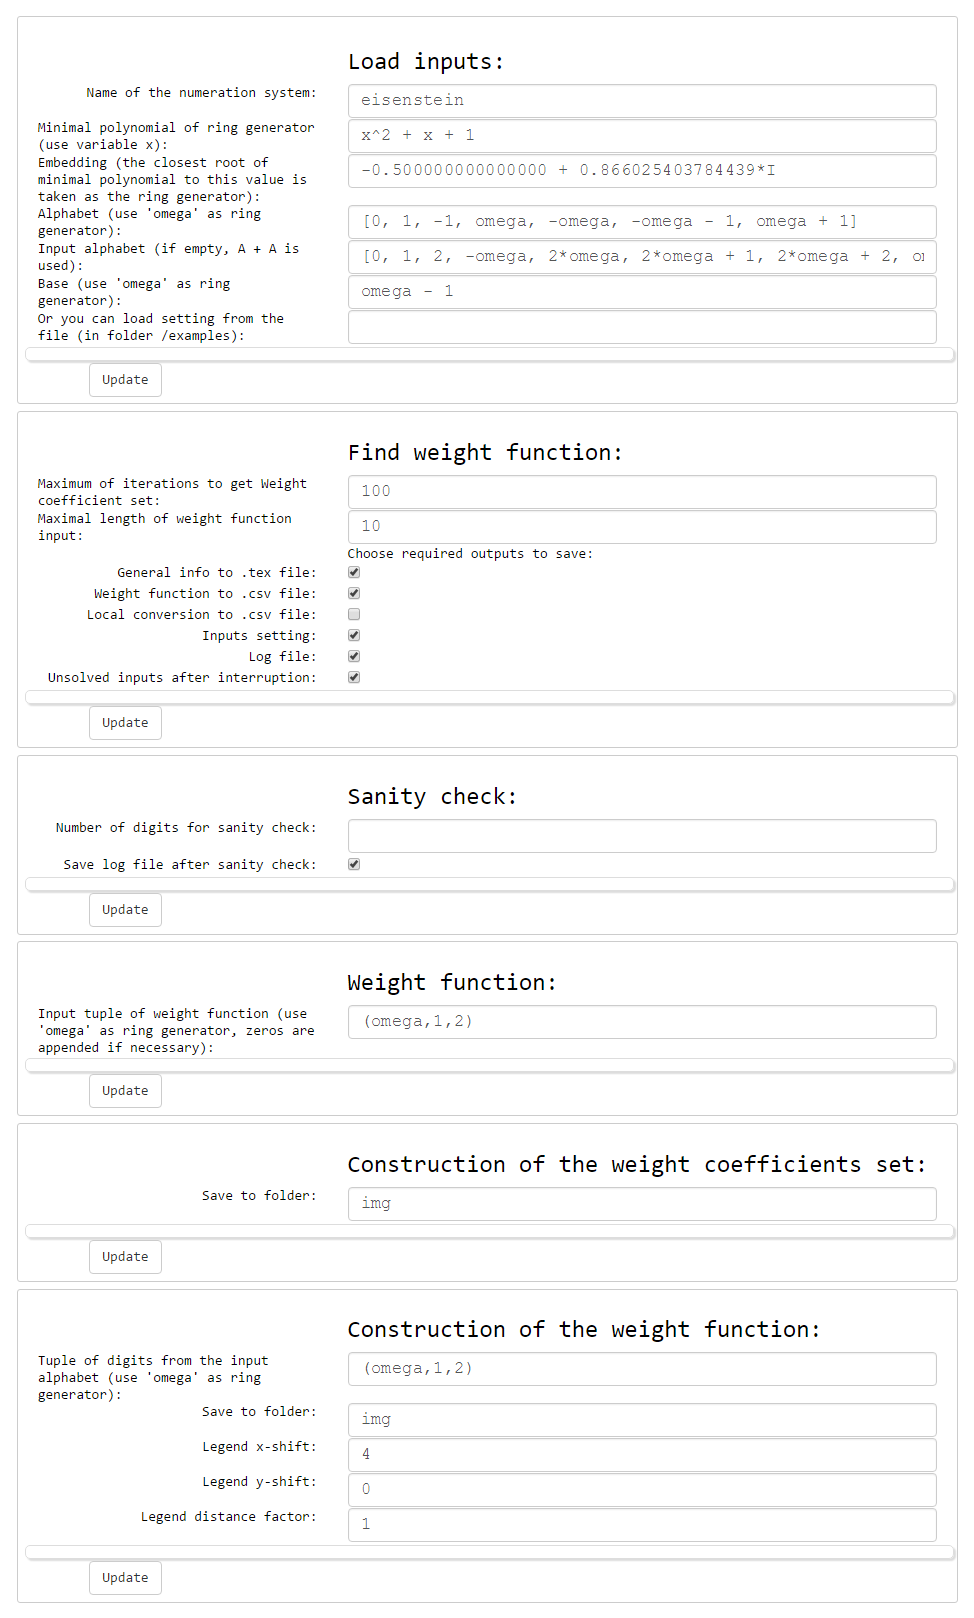 Load inputs:
Name of the numeration system:
eisenstein
Minimal polynomial of ring generator
(use variable x):
x^2 + x + 1
Embedding (the closest root of
minimal polynomial to this value is
taken as the ring generator):
-0.500000000000000 + 0.866025403784439*I
Alphabet (use 'omega' as ring
generator):
[0, 1, -1, omega, -omega, -omega - 1, omega + 1]
Input alphabet (if empty, A + A is
used):
[0, 1, 2, -omega, 2*omega, 2*omega + 1, 2*omega + 2,
Base (use 'omega' as ring
generator):
omega - 1
Or you can load setting from the
file (in folder /examples):
Update
Find weight function:
Maximum of iterations to get Weight
coefficient set:
100
Maximal length of weight function
input:
10
Choose required outputs to save:
General info to .tex file:
Weight function to .csv file:
Local conversion to .csv file:
Inputs setting:
Log file:
Unsolved inputs after interruption:
Update
Sanity check:
Number of digits for sanity check:
Save log file after sanity check:
Update
Weight function:
Input tuple of weight function (use
'omega' as ring generator, zeros are
appended if necessary):
(omega,1,2)
Update
Construction of the weight coefficients set:
Save to folder:
img
Update
Construction of the weight function:
Tuple of digits from the input
alphabet (use 'omega' as ring
generator):
(omega,1,2)
Save to folder:
img
Legend x-shift:
4
Legend y-shift:
0
Legend distance factor:
1
Update